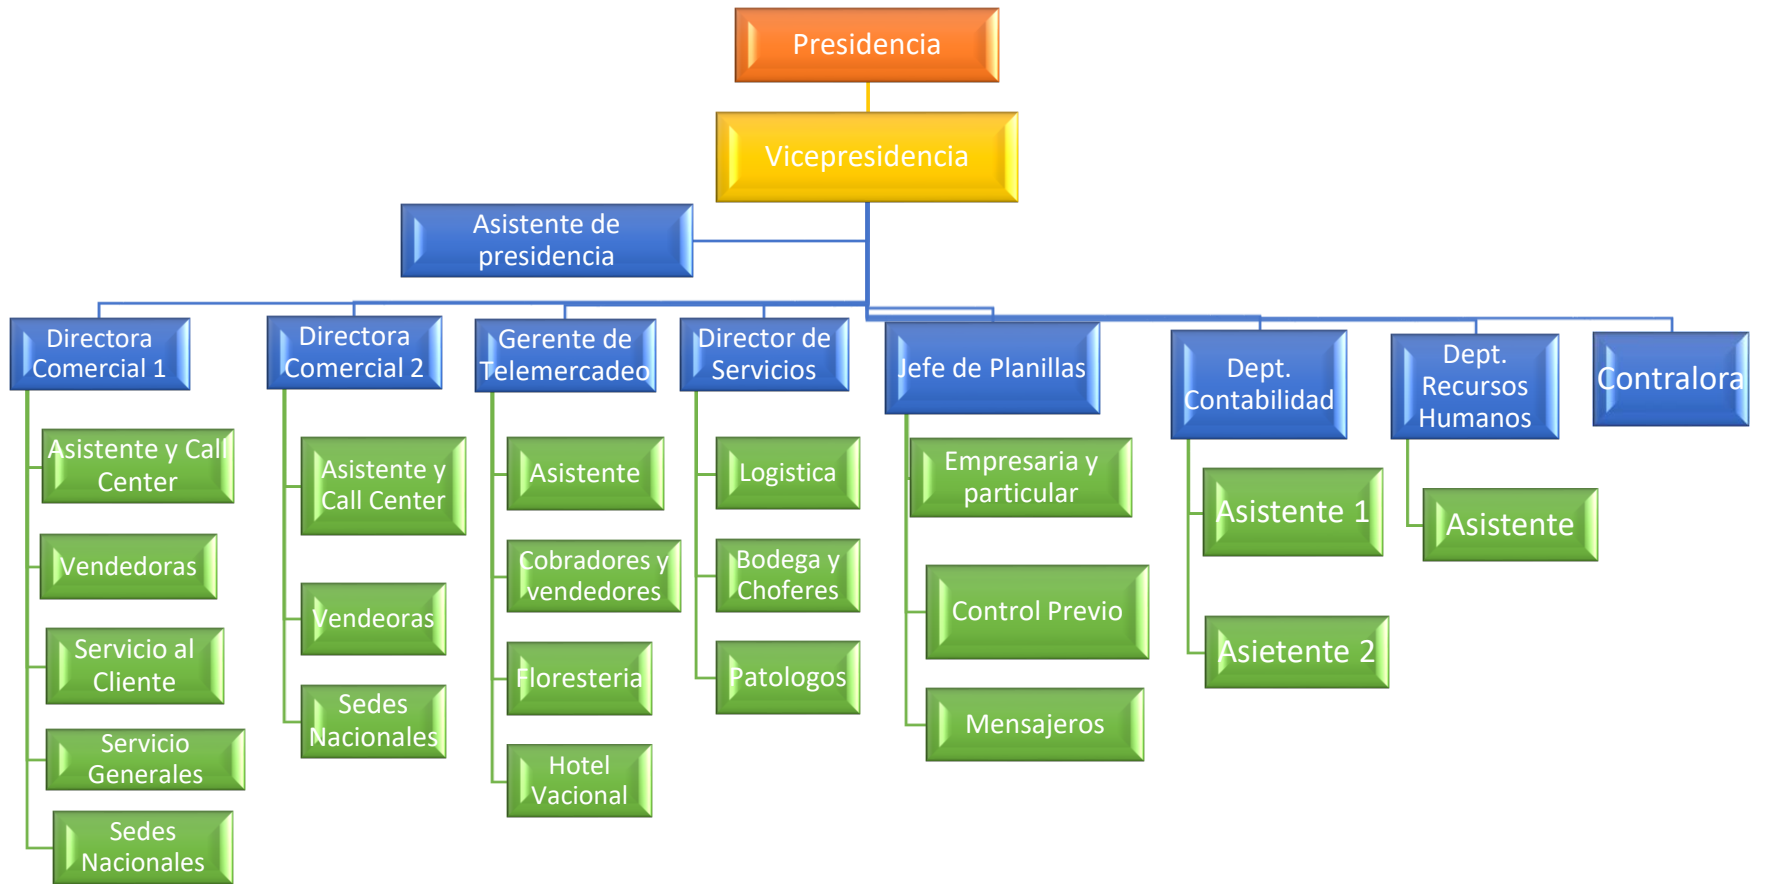 Presidencia
Vicepresidencia
Asistente de
presidencia
Directora
Comercial 1
Asistente y Call
Center
Vendedoras
Servicio al
Cliente
Servicio
Generales
Sedes
Nacionales
Directora
Comercial 2
Asistente y
Call Center
Vendeoras
Sedes
Nacionales
Gerente de
Telemercadeo
Asistente
Cobradores y
vendedores
Floresteria
Hotel
Vacional
Director de
Servicios
Logistica
Bodega y
Choferes
Patologos
Jefe de Planillas
Empresaria y
particular
Control Previo
Mensajeros
Dept.
Contabilidad
Asistente 1
Asietente 2
Dept.
Recursos
Humanos
Asistente
Contralora